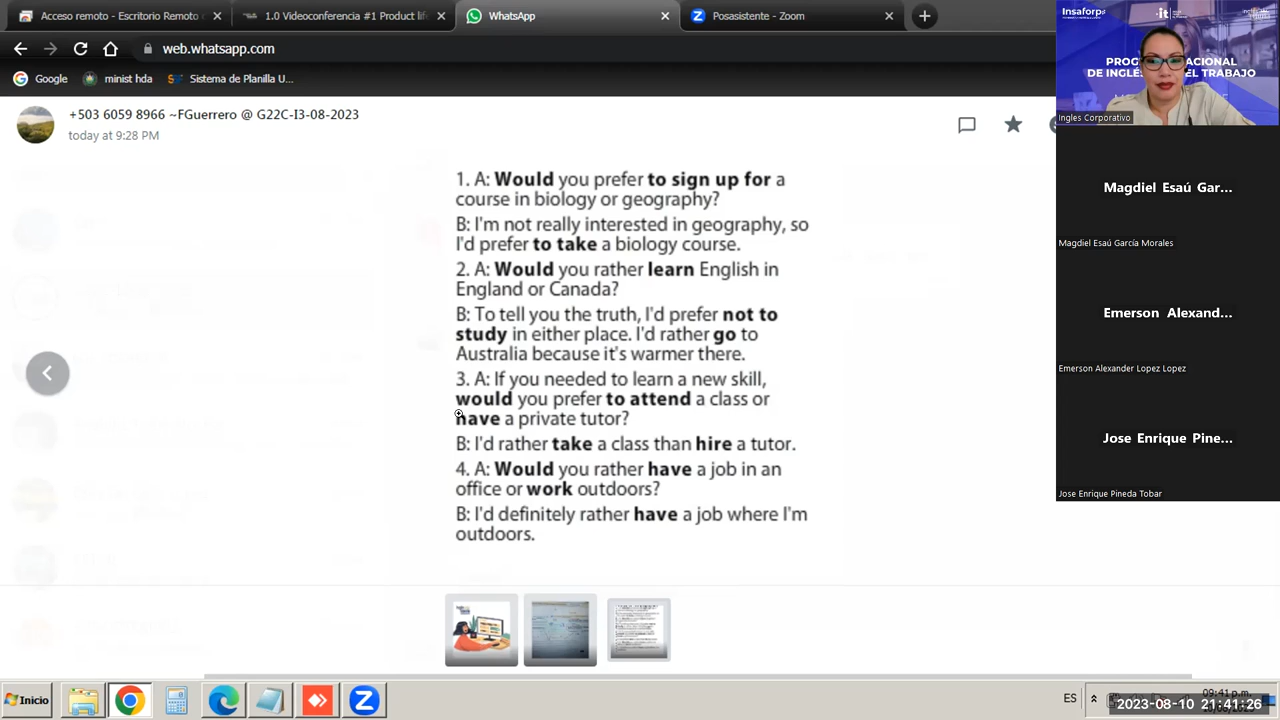 Acceso remoto - Escritorio Remoto
1.0 Videoconferencia - Product li
WhatsApp
Posasistente - Zoom
web.whatsapp.com
Google
minist hda
Sistema de Planilla U...
+503 6059 8966 ~FGuerrero @ G22C-I3-08-2023
today at 9:28 PM
1. A: Would you prefer to sign up for a
course in biology or geography?
B: I'm not really interested in geography, so
I'd prefer to take a biology course.
2. A: Would you rather learn English in
England or Canada?
B: To tell you the truth, I'd prefer not to
study in either place. I'd rather go to
Australia because it's warmer there.
3. A: If you needed to learn a new skill,
would you prefer to attend a class or
have a private tutor?
B: I'd rather take a class than hire a tutor.
4. A: Would you rather have a job in an
office or work outdoors?
B: I'd definitely rather have a job where I'm
outdoors.
Insaforp
Ingles Corporativo
Magdiel Esaú Gar...
Magdiel Esaú García Morales
Emerson Alexand...
Emerson Alexander Lopez Lopez
Jose Enrique Pine...
Jose Enrique Pineda Tobar
Inicio
ES
09:41 p.m.
2023-08-10 21:41:26